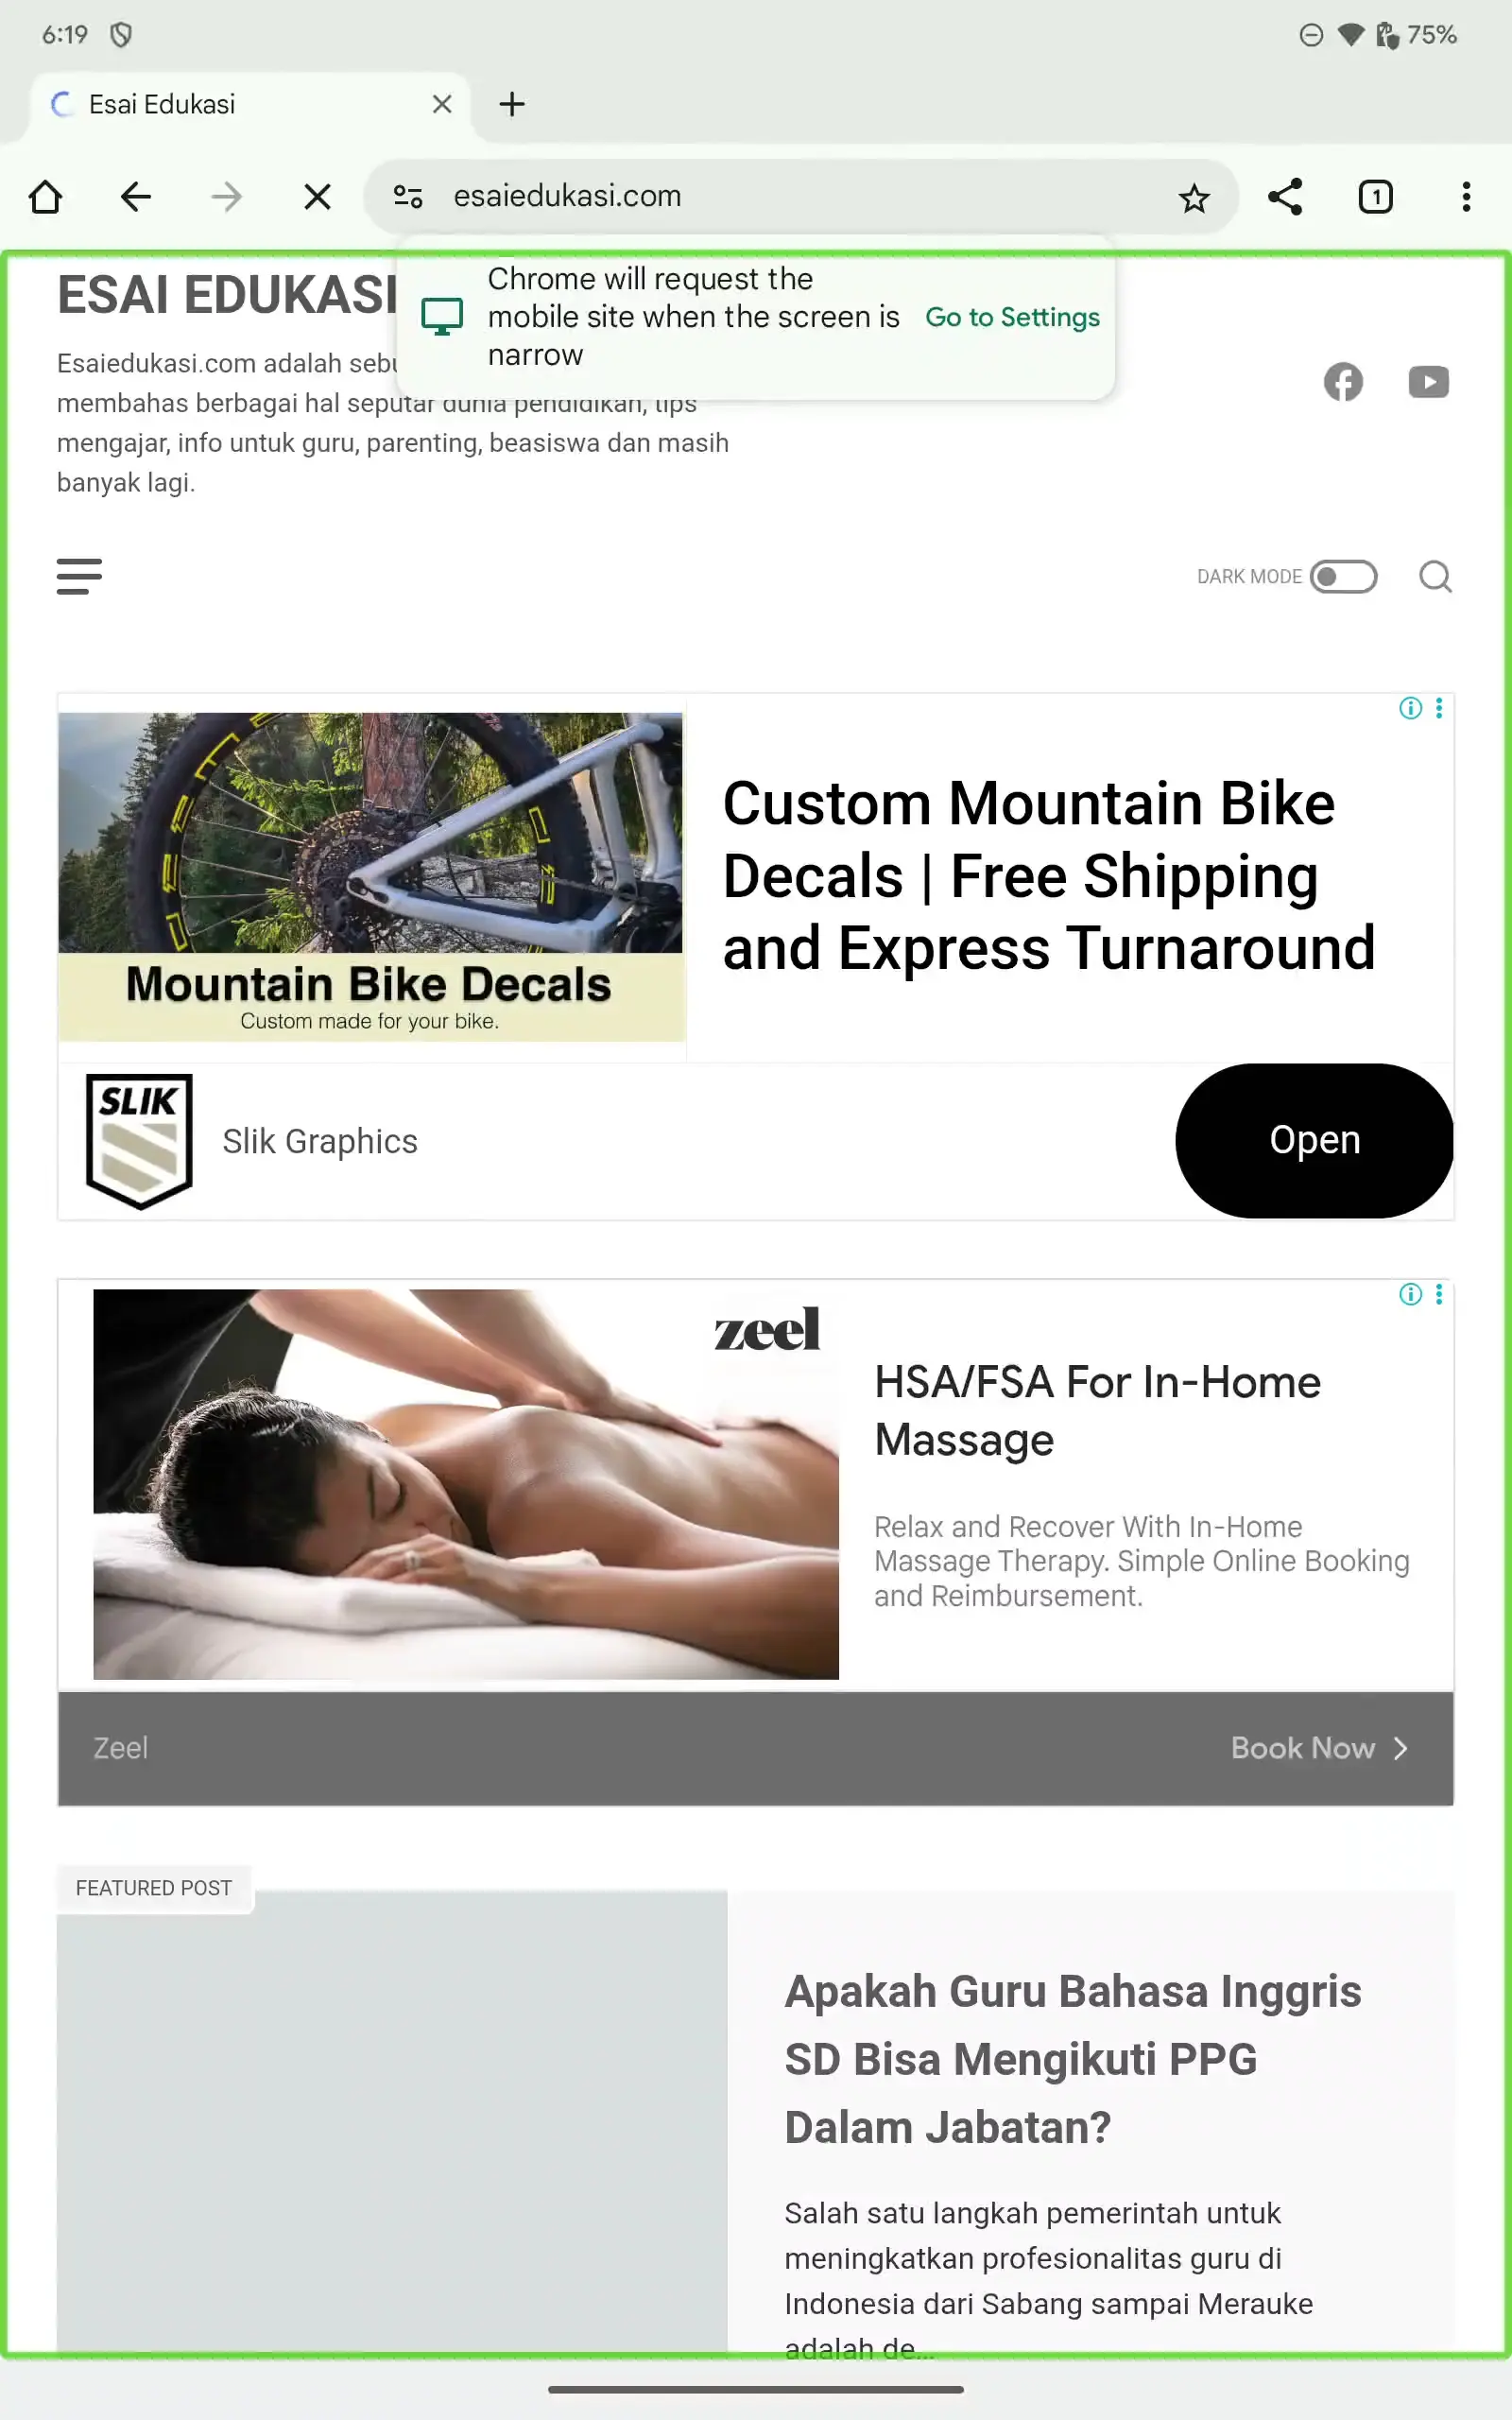 6:19
75%
Esai Edukasi
esaiedukasi.com
1
Chrome will request the
mobile site when the screen is
narrow
Go to Settings
ESAI EDUKASI
Esaiedukasi.com adalah
membahas berbagai hal seputar dunia pendidikan, tips
mengajar, info untuk guru, parenting, beasiswa dan masih
banyak lagi.
DARK MODE
Mountain Bike Decals
Custom made for your bike.
Custom Mountain Bike
Decals | Free Shipping
and Express Turnaround
SLIK
Slik Graphics
Open
zeel
HSA/FSA For In-Home
Massage
Relax and Recover With In-Home
Massage Therapy. Simple Online Booking
and Reimbursement.
Zeel
Book Now
FEATURED POST
Apakah Guru Bahasa Inggris
SD Bisa Mengikuti PPG
Dalam Jabatan?
Salah satu langkah pemerintah untuk
meningkatkan profesionalitas guru di
Indonesia dari Sabang sampai Merauke
adalah de...